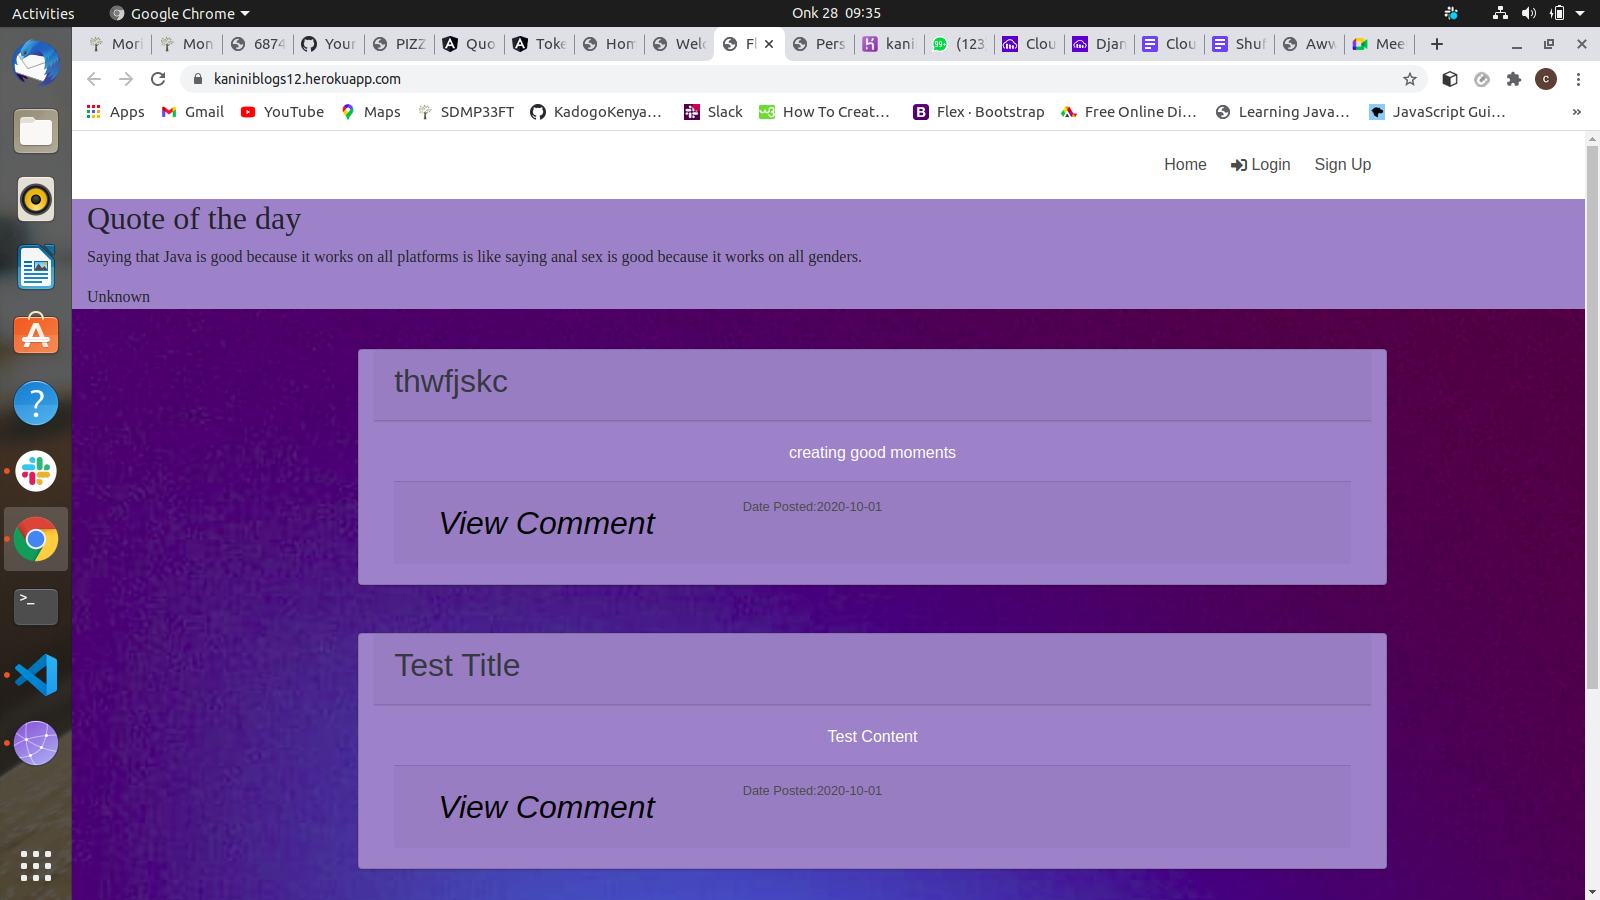 Activities Google Chrome Onk 28 09:35
Mori Mon 6874 Your PIZZ Quo Toke Hom Welc Fl Pers kani (123 Clou Djan Clou Shuf Aww Mee
kaniniblogs12.herokuapp.com
Apps Gmail YouTube Maps SDMP33FT KadogoKenya… Slack How To Creat… Flex · Bootstrap Free Online Di… Learning Java… JavaScript Gui… »
Home Login Sign Up
Quote of the day
Saying that Java is good because it works on all platforms is like saying anal sex is good because it works on all genders.
Unknown
thwfjskc
creating good moments
View Comment Date Posted:2020-10-01
Test Title
Test Content
View Comment Date Posted:2020-10-01